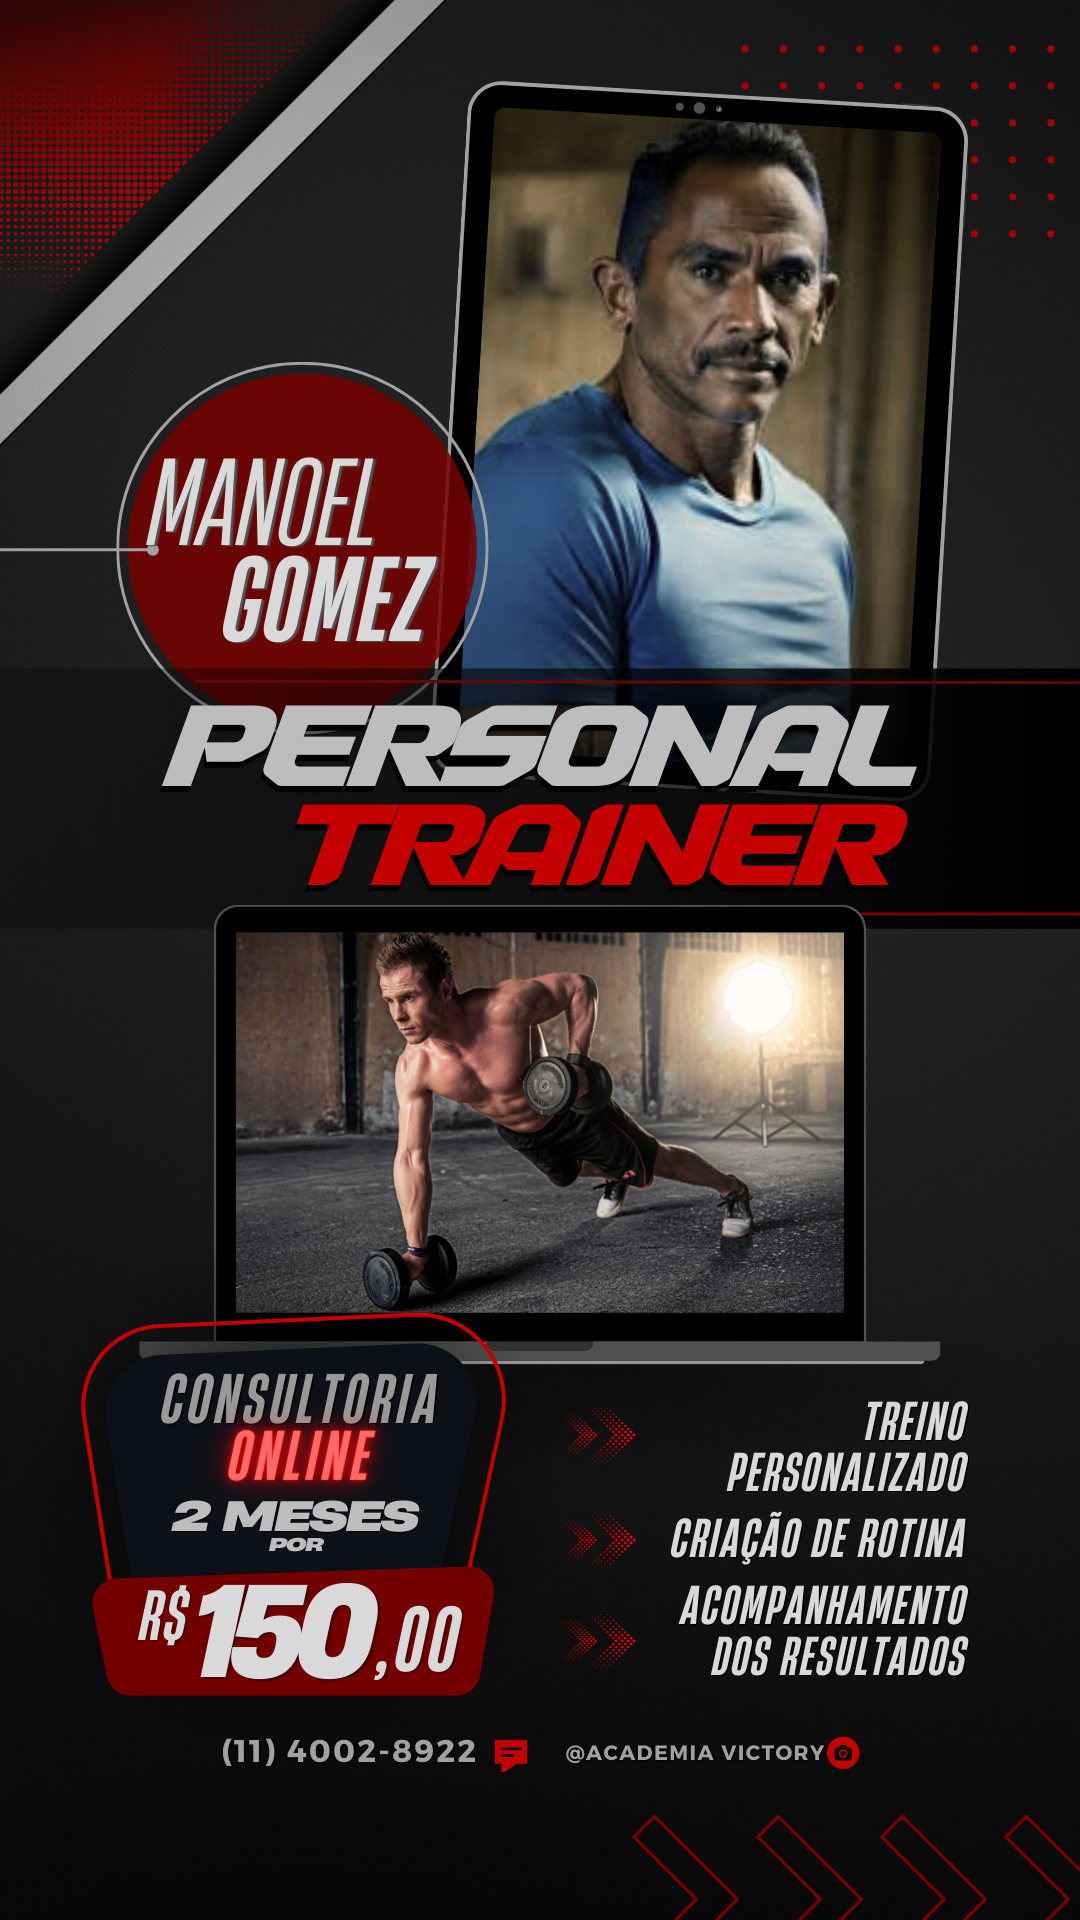 MANOEL
GOMEZ
PERSONAL
TRAINER
CONSULTORIA
ONLINE
2 MESES
POR
R$150,00
TREINO
PERSONALIZADO
CRIAÇÃO DE ROTINA
ACOMPANHAMENTO
DOS RESULTADOS
(11) 4002-8922
@ACADEMIA VICTORY